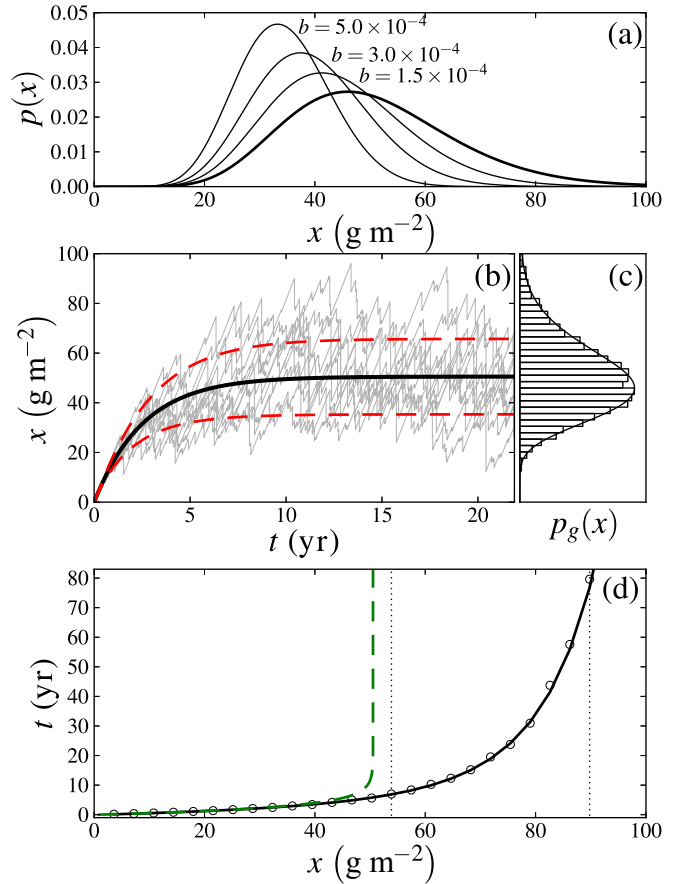 0.05
0.04
0.03
0.02
0.01
0.00
p(x)
b = 5.0 × 10⁻⁴
b = 3.0 × 10⁻⁴
b = 1.5 × 10⁻⁴
(a)
20 40 60 80 100
x (g m⁻²)
100
80
60
40
20
0
x (g m⁻²)
(b)
0 5 10 15 20
t (yr)
(c)
p_g(x)
80
70
60
50
40
30
20
10
0
t (yr)
(d)
0 20 40 60 80 100
x (g m⁻²)